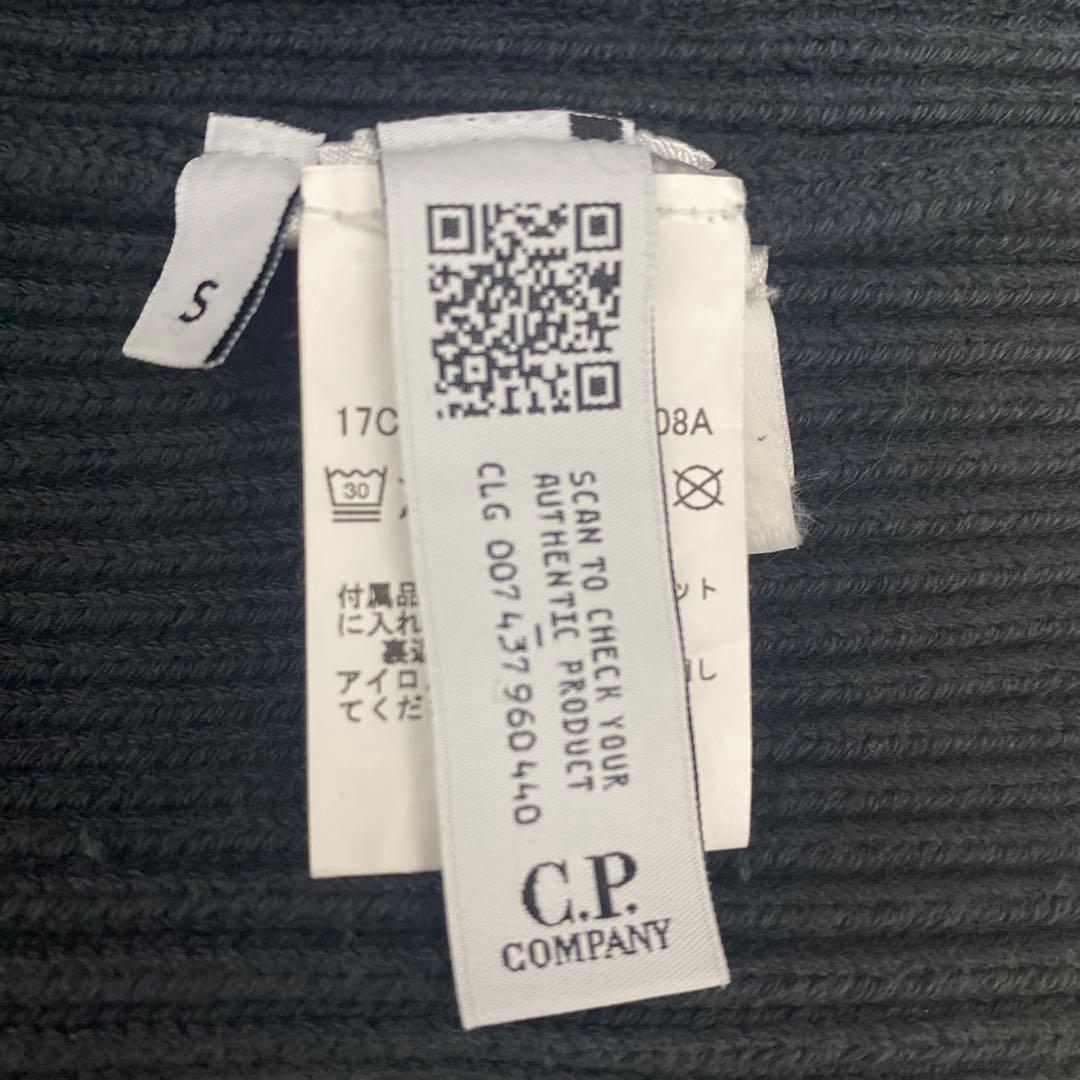 S
17C
08A
30
付属品
ット
に入れ
裏返
アイロ
し
てくだ
SCAN TO CHECK YOUR
AUTHENTIC PRODUCT
CLG 007437960440
C.P.
COMPANY